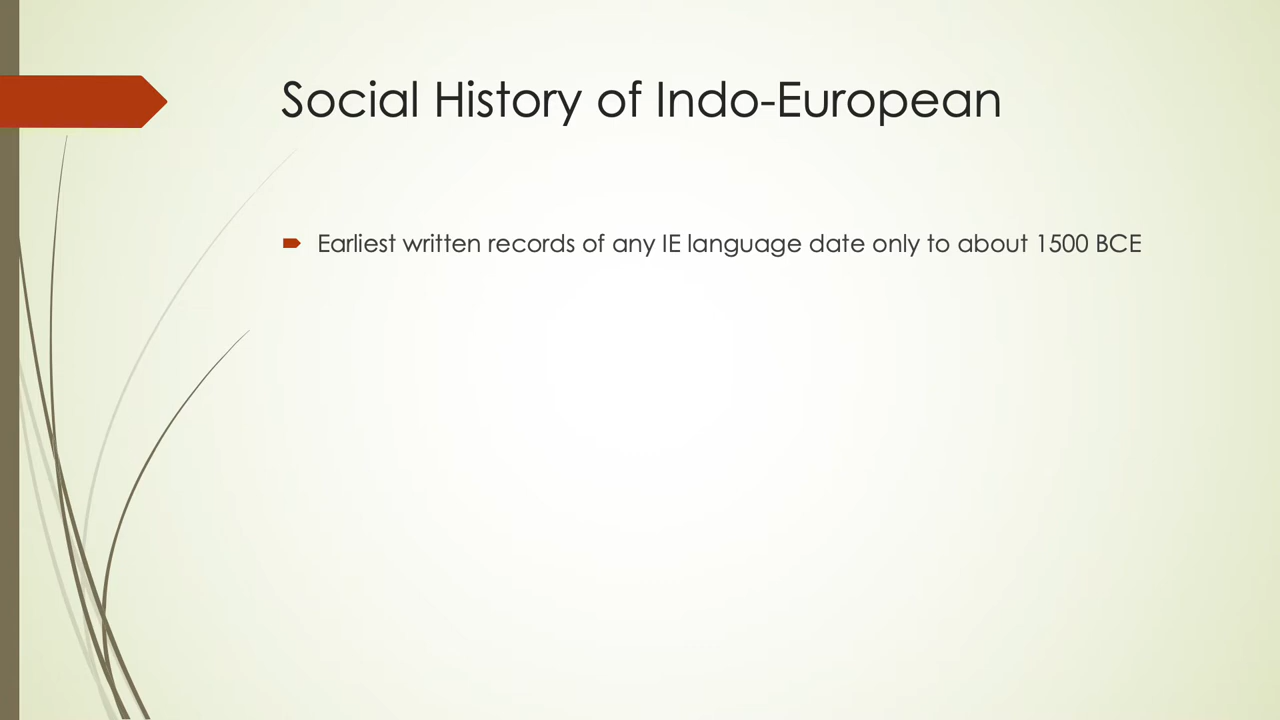 Social History of Indo-European
Earliest written records of any IE language date only to about 1500 BCE